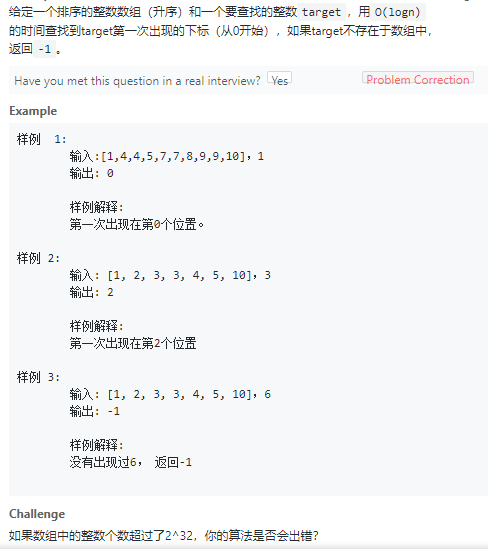 给定一个排序的整数数组（升序）和一个要查找的整数 target ，用 O(logn)
的时间查找到target第一次出现的下标（从0开始），如果target不存在于数组中，
返回 -1 。
Have you met this question in a real interview? Yes Problem Correction
Example
样例 1:
输入:[1,4,4,5,7,7,8,9,9,10]，1
输出: 0
样例解释:
第一次出现在第0个位置。
样例 2:
输入: [1, 2, 3, 3, 4, 5, 10]，3
输出: 2
样例解释:
第一次出现在第2个位置
样例 3:
输入: [1, 2, 3, 3, 4, 5, 10]，6
输出: -1
样例解释:
没有出现过6， 返回-1
Challenge
如果数组中的整数个数超过了2^32，你的算法是否会出错？